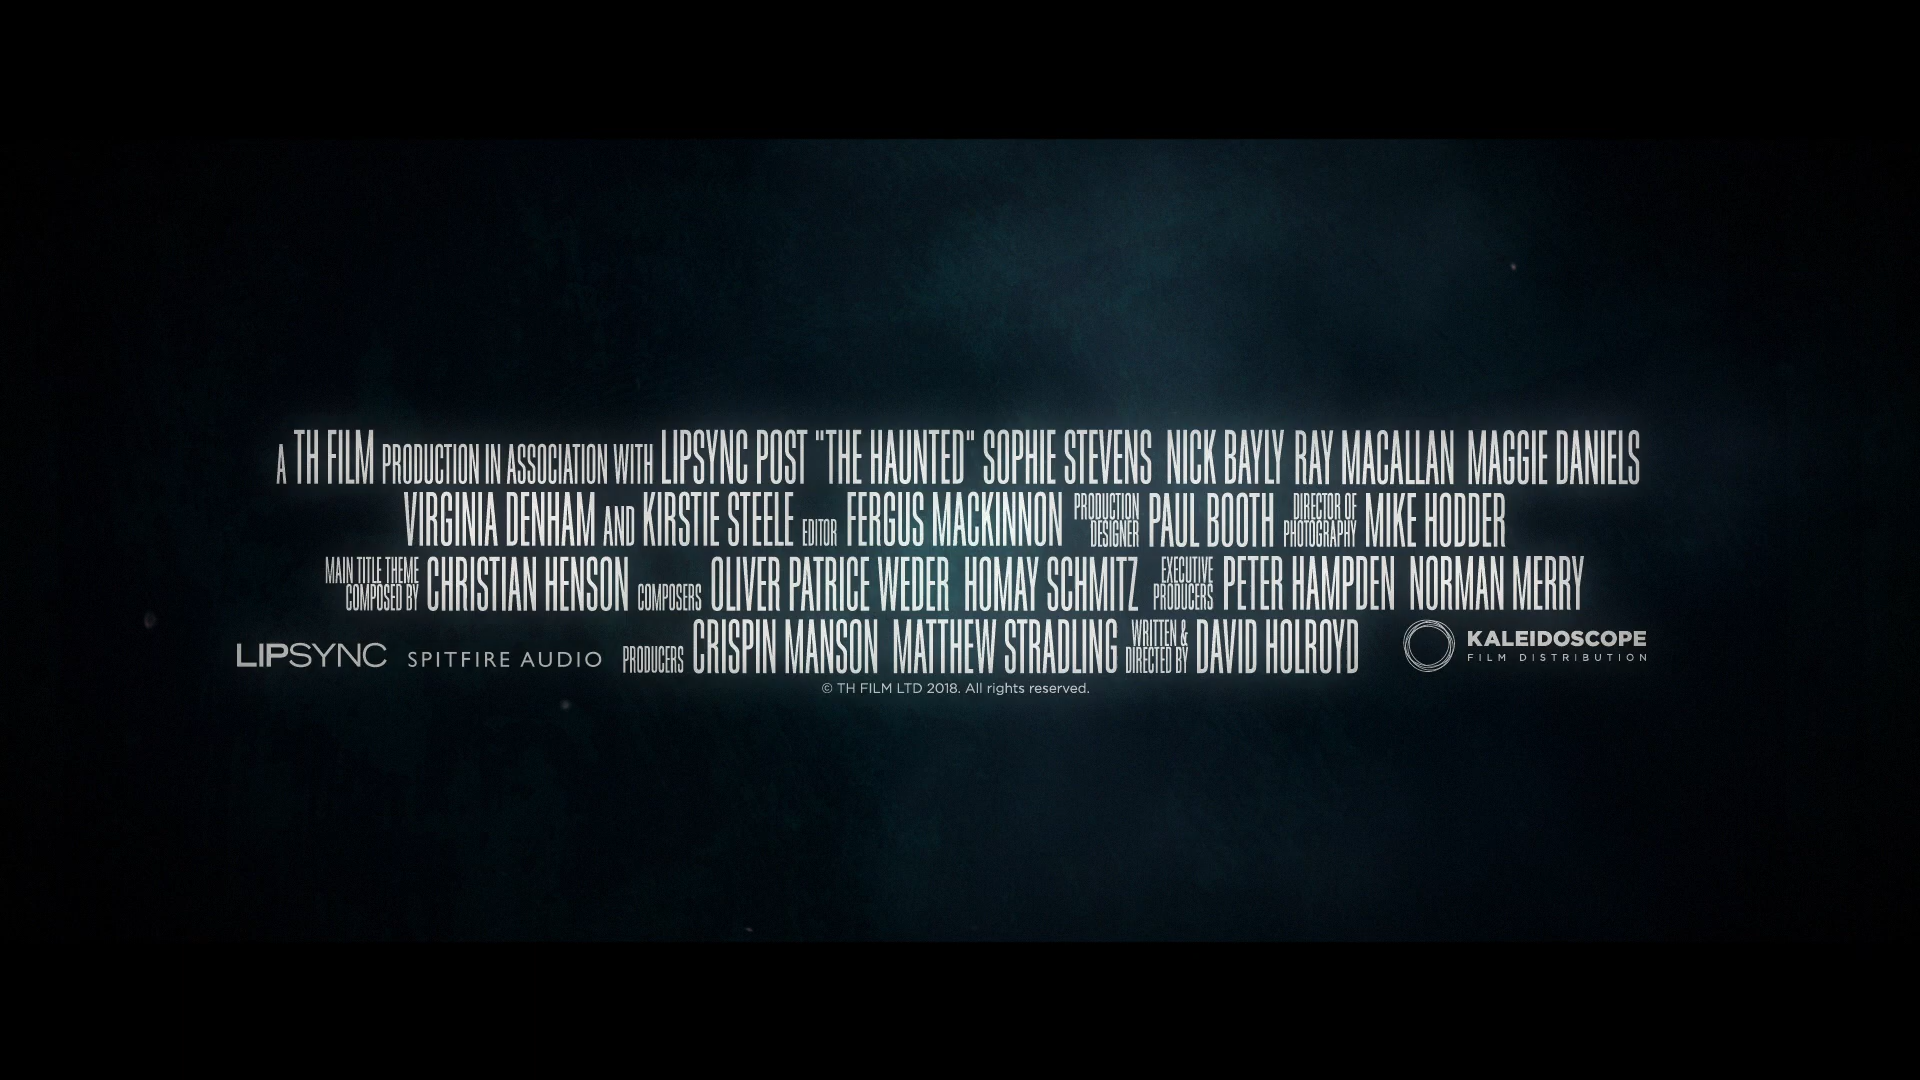 A TH FILM PRODUCTION IN ASSOCIATION WITH LIPSYNC POST "THE HAUNTED" SOPHIE STEVENS NICK BAYLY RAY MACALLAN MAGGIE DANIELS
VIRGINIA DENHAM AND KIRSTIE STEELE EDITOR FERGUS MACKINNON PRODUCTION DESIGNER PAUL BOOTH DIRECTOR OF PHOTOGRAPHY MIKE HODDER
MAIN TITLE THEME COMPOSED BY CHRISTIAN HENSON COMPOSERS OLIVER PATRICE WEDER HOMAY SCHMITZ EXECUTIVE PRODUCERS PETER HAMPDEN NORMAN MERRY
LIPSYNC SPITFIRE AUDIO PRODUCERS CRISPIN MANSON MATTHEW STRADLING WRITTEN & DIRECTED BY DAVID HOLROYD KALEIDOSCOPE FILM DISTRIBUTION
© TH FILM LTD 2018. All rights reserved.